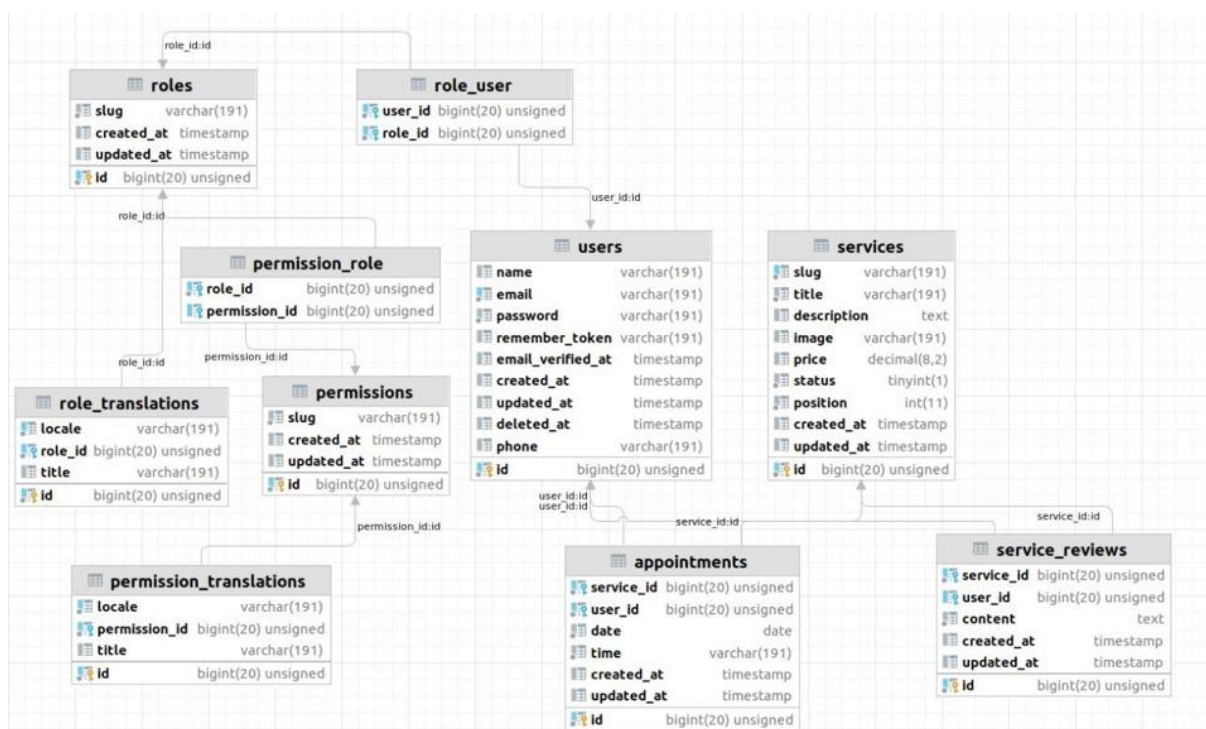 role_id:id
roles
slug varchar(191)
created_at timestamp
updated_at timestamp
id bigint(20) unsigned
role_user
user_id bigint(20) unsigned
role_id bigint(20) unsigned
user_id:id
role_id:id
permission_role
role_id bigint(20) unsigned
permission_id bigint(20) unsigned
users
name varchar(191)
email varchar(191)
password varchar(191)
remember_token varchar(191)
email_verified_at timestamp
created_at timestamp
updated_at timestamp
deleted_at timestamp
phone varchar(191)
id bigint(20) unsigned
services
slug varchar(191)
title varchar(191)
description text
image varchar(191)
price decimal(8,2)
status tinyint(1)
position int(11)
created_at timestamp
updated_at timestamp
id bigint(20) unsigned
role_id:id
permission_id:id
role_translations
locale varchar(191)
role_id bigint(20) unsigned
title varchar(191)
id bigint(20) unsigned
permissions
slug varchar(191)
created_at timestamp
updated_at timestamp
id bigint(20) unsigned
permission_id:id
user_id:id
user_id:id
service_id:id
service_id:id
permission_translations
locale varchar(191)
permission_id bigint(20) unsigned
title varchar(191)
id bigint(20) unsigned
appointments
service_id bigint(20) unsigned
user_id bigint(20) unsigned
date date
time varchar(191)
created_at timestamp
updated_at timestamp
id bigint(20) unsigned
service_reviews
service_id bigint(20) unsigned
user_id bigint(20) unsigned
content text
created_at timestamp
updated_at timestamp
id bigint(20) unsigned